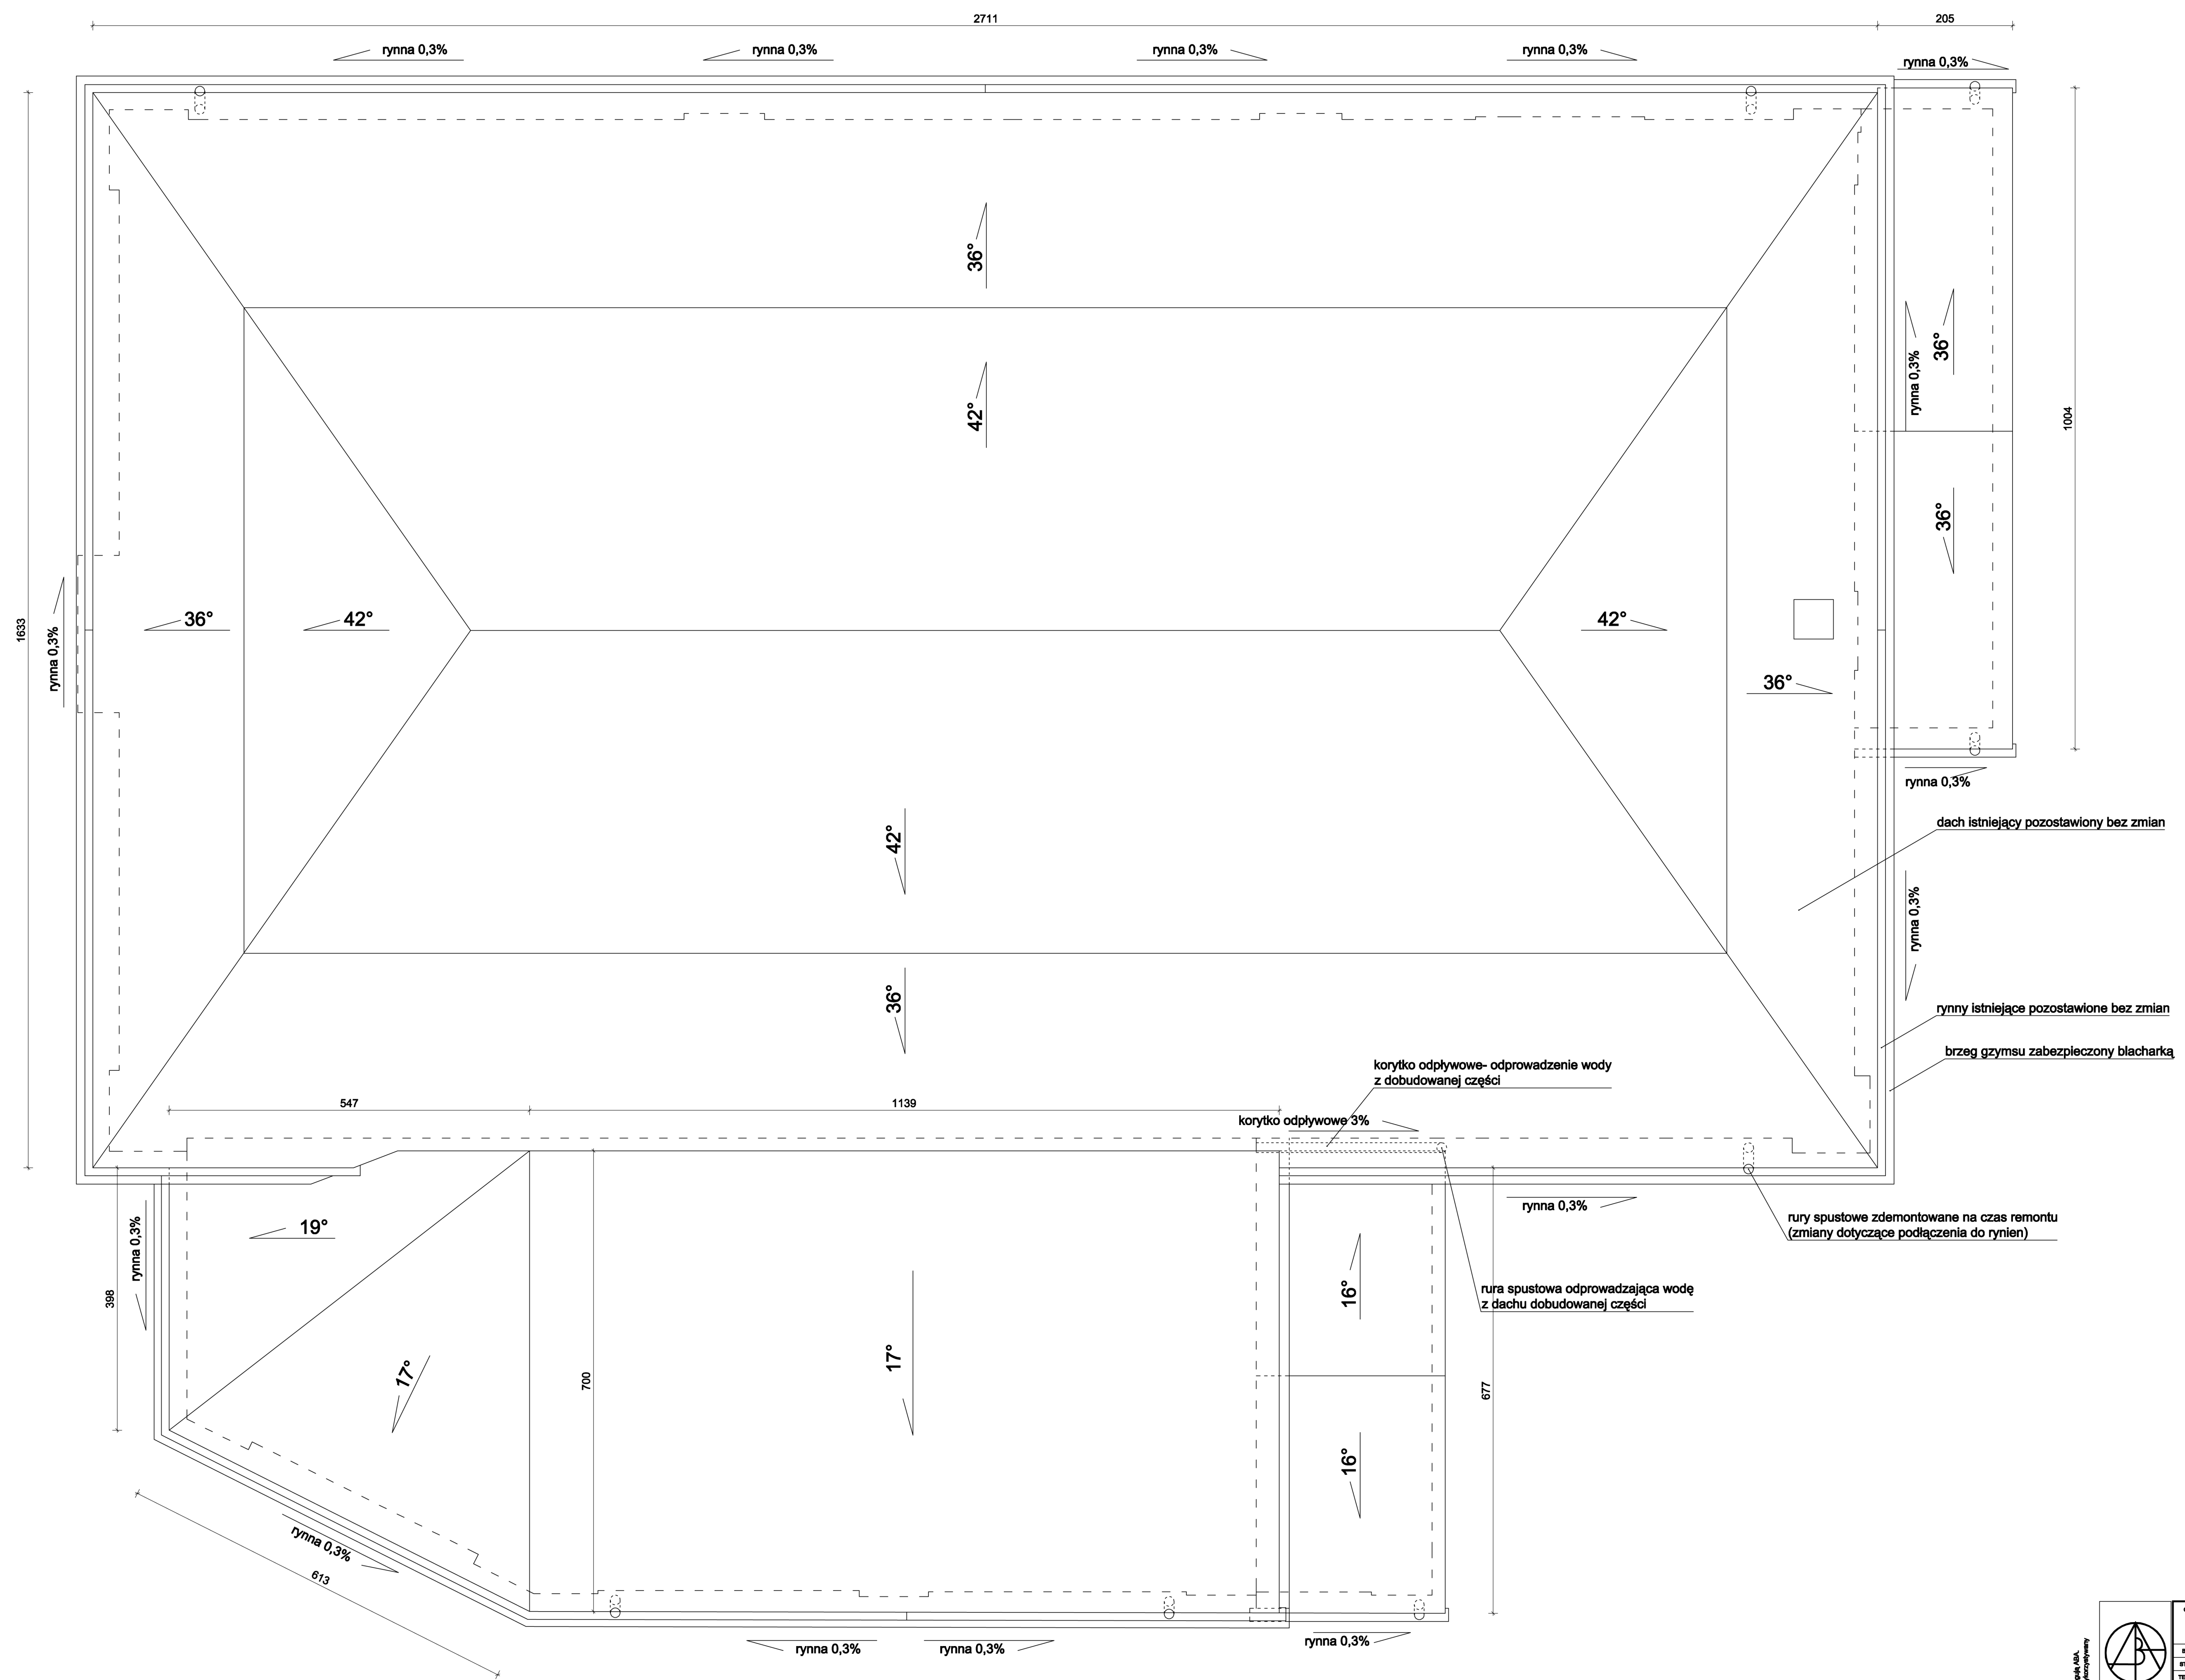 2711
205
rynna 0,3%
rynna 0,3%
rynna 0,3%
rynna 0,3%
rynna 0,3%
36°
42°
1633
rynna 0,3%
36°
42°
42°
36°
rynna 0,3%
36°
36°
1004
rynna 0,3%
dach istniejący pozostawiony bez zmian
42°
36°
rynna 0,3%
rynny istniejące pozostawione bez zmian
brzeg gzymsu zabezpieczony blacharką
korytko odpływowe- odprowadzenie wody
z dobudowanej części
547
1139
korytko odpływowe 3%
rynna 0,3%
rury spustowe zdemontowane na czas remontu
(zmiany dotyczące podłączenia do rynien)
rynna 0,3%
19°
398
17°
700
17°
16°
16°
677
rura spustowa odprowadzająca wodę
z dachu dobudowanej części
rynna 0,3%
613
rynna 0,3%
rynna 0,3%
rynna 0,3%